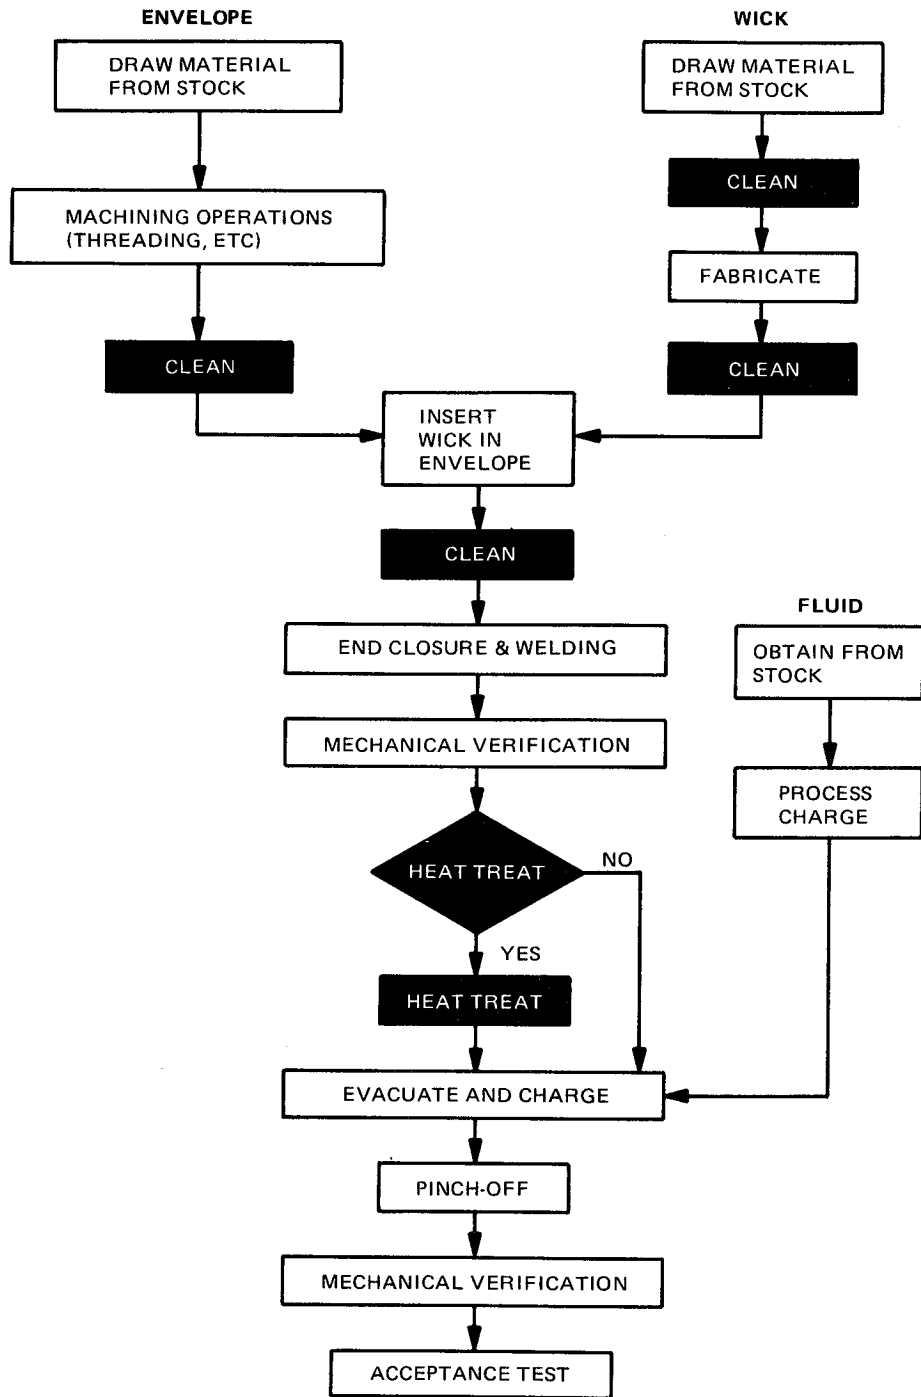 ENVELOPE
DRAW MATERIAL
FROM STOCK
MACHINING OPERATIONS
(THREADING, ETC)
CLEAN
WICK
DRAW MATERIAL
FROM STOCK
CLEAN
FABRICATE
CLEAN
INSERT
WICK IN
ENVELOPE
CLEAN
END CLOSURE & WELDING
MECHANICAL VERIFICATION
FLUID
OBTAIN FROM
STOCK
PROCESS
CHARGE
HEAT TREAT
NO
YES
HEAT TREAT
EVACUATE AND CHARGE
PINCH-OFF
MECHANICAL VERIFICATION
ACCEPTANCE TEST